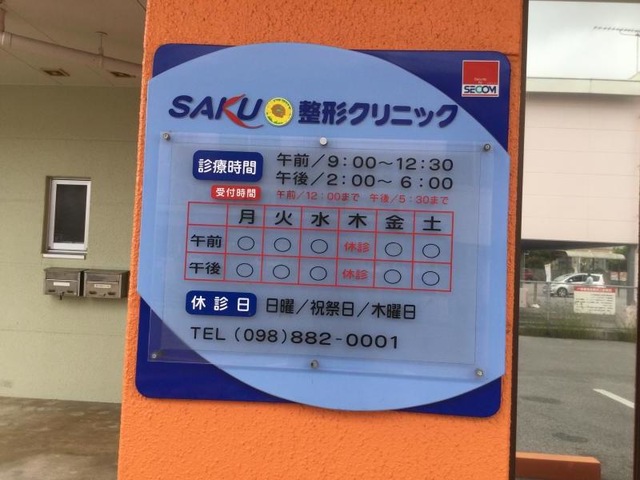 SECOM
SAKU 整形クリニック
診療時間 午前／9:00～12:30
午後／2:00～6:00
受付時間 午前／12:00まで 午後／5:30まで
月 火 水 木 金 土
午前 ○ ○ ○ 休診 ○ ○
午後 ○ ○ ○ 休診 ○ ○
休診日 日曜／祝祭日／木曜日
TEL (098)882-0001